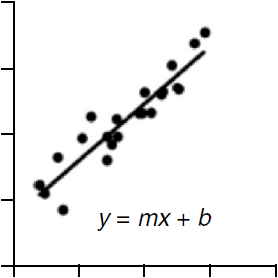 y = mx + b